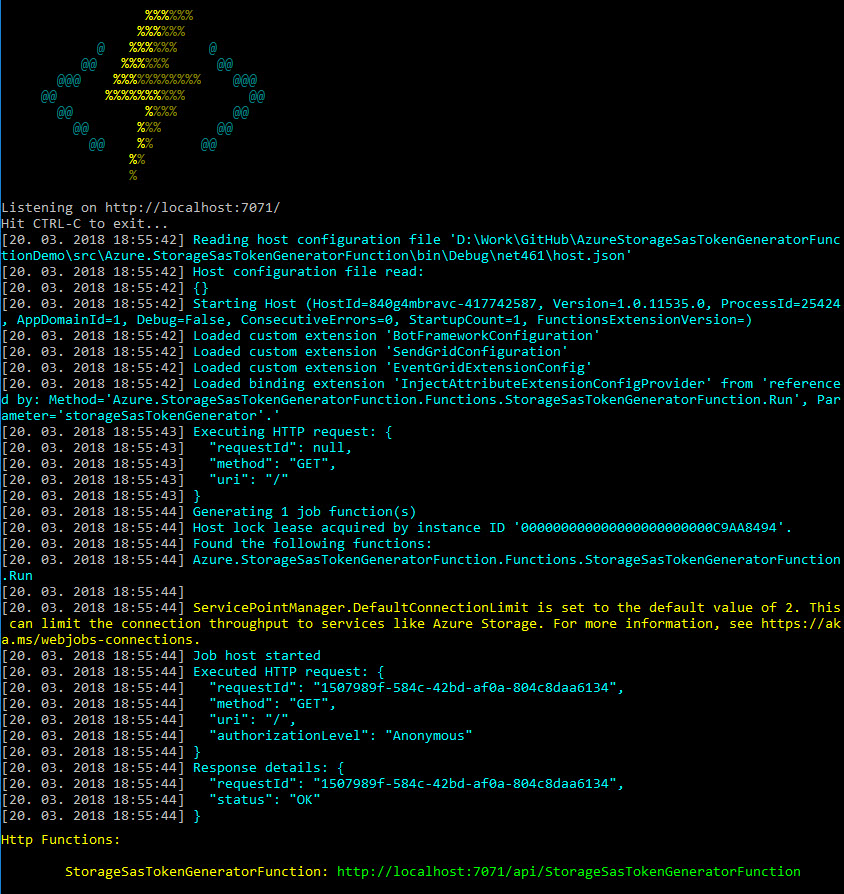 %%%%%%
                 %%%%%%
            @   %%%%%%    @
          @@   %%%%%%      @@
       @@@    %%%%%%%%%%%    @@@
     @@      %%%%%%%%%%        @@
       @@         %%%%       @@
         @@      %%%       @@
           @@    %%      @@
                %%
                %
Listening on http://localhost:7071/
Hit CTRL-C to exit...
[20. 03. 2018 18:55:42] Reading host configuration file 'D:\Work\GitHub\AzureStorageSasTokenGeneratorFunc
tionDemo\src\Azure.StorageSasTokenGeneratorFunction\bin\Debug\net461\host.json'
[20. 03. 2018 18:55:42] Host configuration file read:
[20. 03. 2018 18:55:42] {}
[20. 03. 2018 18:55:42] Starting Host (HostId=840g4mbravc-417742587, Version=1.0.11535.0, ProcessId=25424
, AppDomainId=1, Debug=False, ConsecutiveErrors=0, StartupCount=1, FunctionsExtensionVersion=)
[20. 03. 2018 18:55:42] Loaded custom extension 'BotFrameworkConfiguration'
[20. 03. 2018 18:55:42] Loaded custom extension 'SendGridConfiguration'
[20. 03. 2018 18:55:42] Loaded custom extension 'EventGridExtensionConfig'
[20. 03. 2018 18:55:42] Loaded binding extension 'InjectAttributeExtensionConfigProvider' from 'reference
d by: Method='Azure.StorageSasTokenGeneratorFunction.Functions.StorageSasTokenGeneratorFunction.Run', Par
ameter='storageSasTokenGenerator'.'
[20. 03. 2018 18:55:43] Executing HTTP request: {
[20. 03. 2018 18:55:43]   "requestId": null,
[20. 03. 2018 18:55:43]   "method": "GET",
[20. 03. 2018 18:55:43]   "uri": "/"
[20. 03. 2018 18:55:43] }
[20. 03. 2018 18:55:44] Generating 1 job function(s)
[20. 03. 2018 18:55:44] Host lock lease acquired by instance ID '000000000000000000000000C9AA8494'.
[20. 03. 2018 18:55:44] Found the following functions:
[20. 03. 2018 18:55:44] Azure.StorageSasTokenGeneratorFunction.Functions.StorageSasTokenGeneratorFunction
.Run
[20. 03. 2018 18:55:44]
[20. 03. 2018 18:55:44] ServicePointManager.DefaultConnectionLimit is set to the default value of 2. This
 can limit the connection throughput to services like Azure Storage. For more information, see https://ak
a.ms/webjobs-connections.
[20. 03. 2018 18:55:44] Job host started
[20. 03. 2018 18:55:44] Executed HTTP request: {
[20. 03. 2018 18:55:44]   "requestId": "1507989f-584c-42bd-af0a-804c8daa6134",
[20. 03. 2018 18:55:44]   "method": "GET",
[20. 03. 2018 18:55:44]   "uri": "/",
[20. 03. 2018 18:55:44]   "authorizationLevel": "Anonymous"
[20. 03. 2018 18:55:44] }
[20. 03. 2018 18:55:44] Response details: {
[20. 03. 2018 18:55:44]   "requestId": "1507989f-584c-42bd-af0a-804c8daa6134",
[20. 03. 2018 18:55:44]   "status": "OK"
[20. 03. 2018 18:55:44] }
Http Functions:
        StorageSasTokenGeneratorFunction: http://localhost:7071/api/StorageSasTokenGeneratorFunction